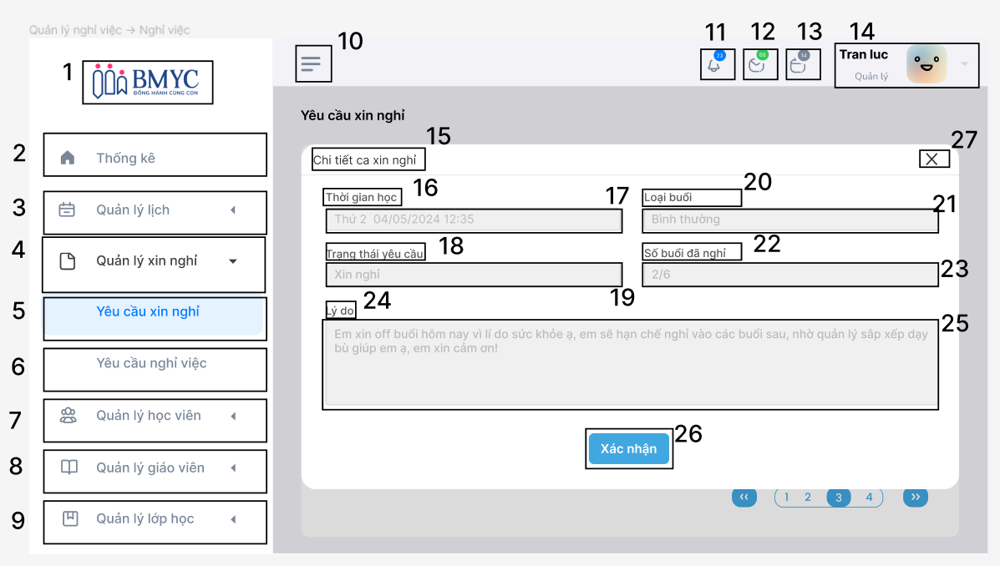 Quản lý nghỉ việc → Nghỉ việc
1
BMYC
ĐỒNG HÀNH CÙNG CON
2
Thống kê
3
Quản lý lịch
4
Quản lý xin nghỉ
5
Yêu cầu xin nghỉ
6
Yêu cầu nghỉ việc
7
Quản lý học viên
8
Quản lý giáo viên
9
Quản lý lớp học
10
11
23
12
68
13
14
14
Tran luc
Quản lý
Yêu cầu xin nghỉ
15
Chi tiết ca xin nghỉ
27
16
Thời gian học
17
Thứ 2 04/05/2024 12:35
20
Loại buổi
21
Bình thường
18
Trạng thái yêu cầu
19
Xin nghỉ
22
Số buổi đã nghỉ
23
2/6
24
Lý do
25
Em xin off buổi hôm nay vì lí do sức khỏe ạ, em sẽ hạn chế nghỉ vào các buổi sau, nhờ quản lý sắp xếp dạy
bù giúp em ạ, em xin cảm ơn!
26
Xác nhận
‹‹ 1 2 3 4 ››